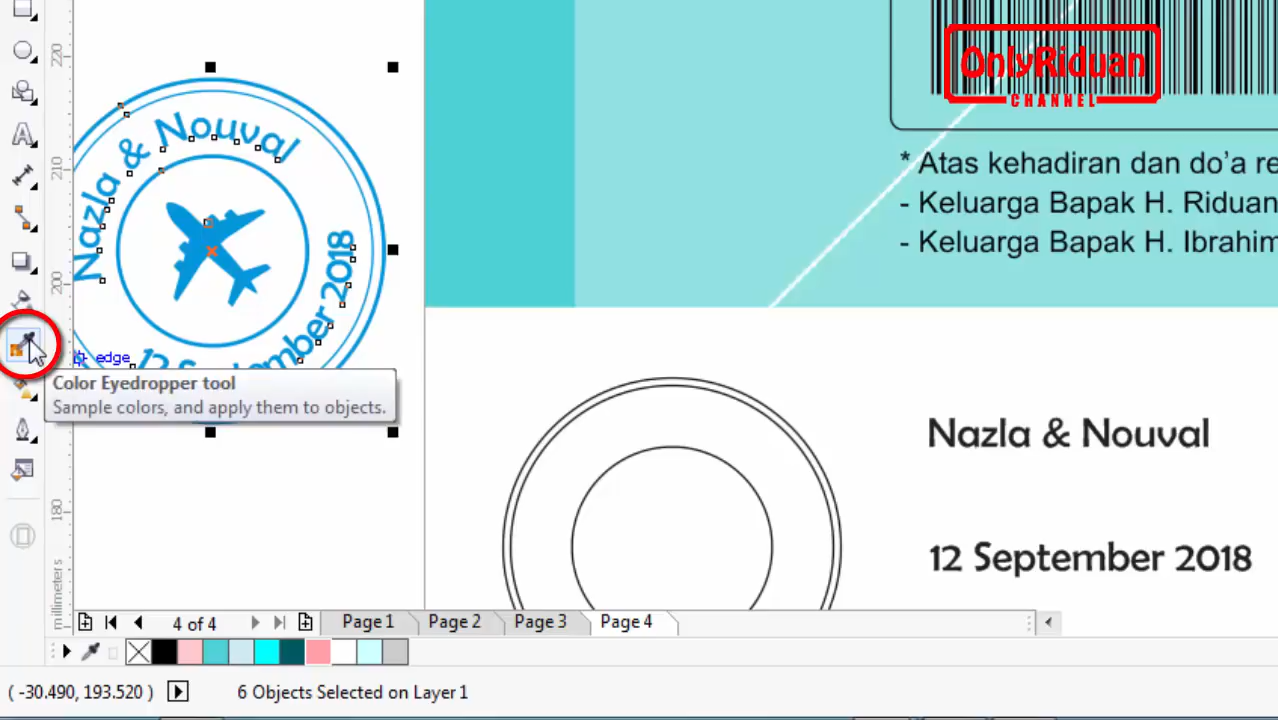 OnlyRiduan
CHANNEL
* Atas kehadiran dan do'a re
- Keluarga Bapak H. Riduan
- Keluarga Bapak H. Ibrahim
220
210
200
180
millimeters
Nazla & Nouval
12 September 2018
edge
Color Eyedropper tool
Sample colors, and apply them to objects.
Nazla & Nouval
12 September 2018
4 of 4
Page 1
Page 2
Page 3
Page 4
( -30.490, 193.520 )
6 Objects Selected on Layer 1